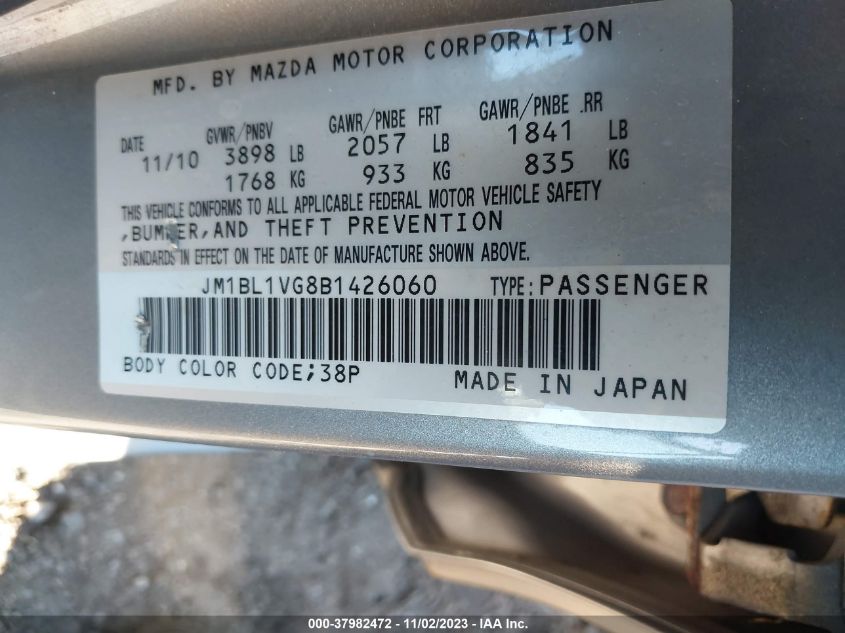 MFD. BY MAZDA MOTOR CORPORATION
DATE GVWR/PNBV GAWR/PNBE FRT GAWR/PNBE .RR
11/10 3898 LB 2057 LB 1841 LB
1768 KG 933 KG 835 KG
THIS VEHICLE CONFORMS TO ALL APPLICABLE FEDERAL MOTOR VEHICLE SAFETY
,BUMPER,AND THEFT PREVENTION
STANDARDS IN EFFECT ON THE DATE OF MANUFACTURE SHOWN ABOVE.
JM1BL1VG8B1426060 TYPE:PASSENGER
BODY COLOR CODE;38P MADE IN JAPAN
000-37982472 - 11/02/2023 - IAA Inc.